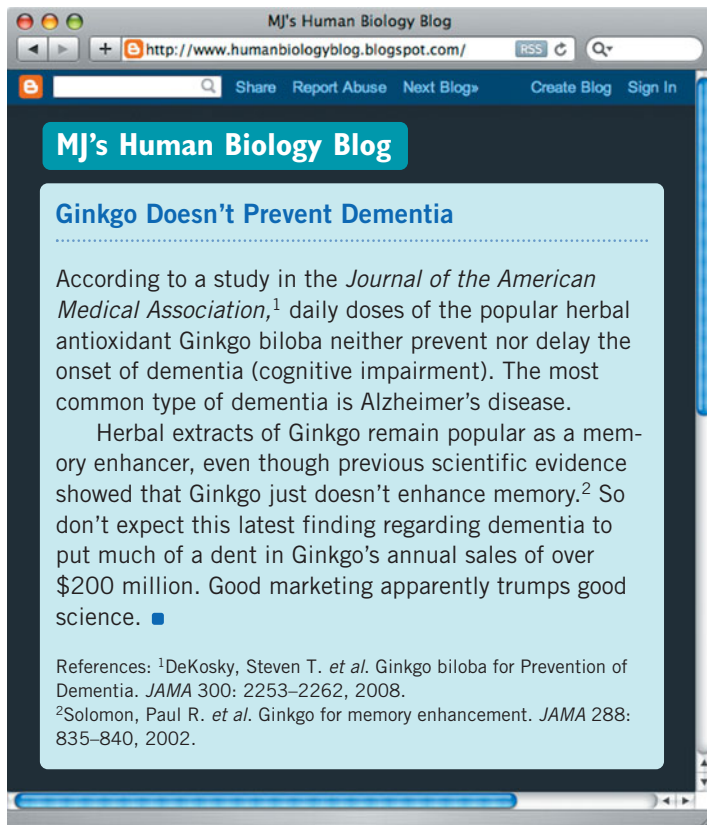 MJ's Human Biology Blog
http://www.humanbiologyblog.blogspot.com/ RSS
Share Report Abuse Next Blog» Create Blog Sign In
MJ's Human Biology Blog
Ginkgo Doesn't Prevent Dementia
According to a study in the Journal of the American
Medical Association,1 daily doses of the popular herbal
antioxidant Ginkgo biloba neither prevent nor delay the
onset of dementia (cognitive impairment). The most
common type of dementia is Alzheimer's disease.
Herbal extracts of Ginkgo remain popular as a mem-
ory enhancer, even though previous scientific evidence
showed that Ginkgo just doesn't enhance memory.2 So
don't expect this latest finding regarding dementia to
put much of a dent in Ginkgo's annual sales of over
$200 million. Good marketing apparently trumps good
science.
References: 1DeKosky, Steven T. et al. Ginkgo biloba for Prevention of
Dementia. JAMA 300: 2253–2262, 2008.
2Solomon, Paul R. et al. Ginkgo for memory enhancement. JAMA 288:
835–840, 2002.